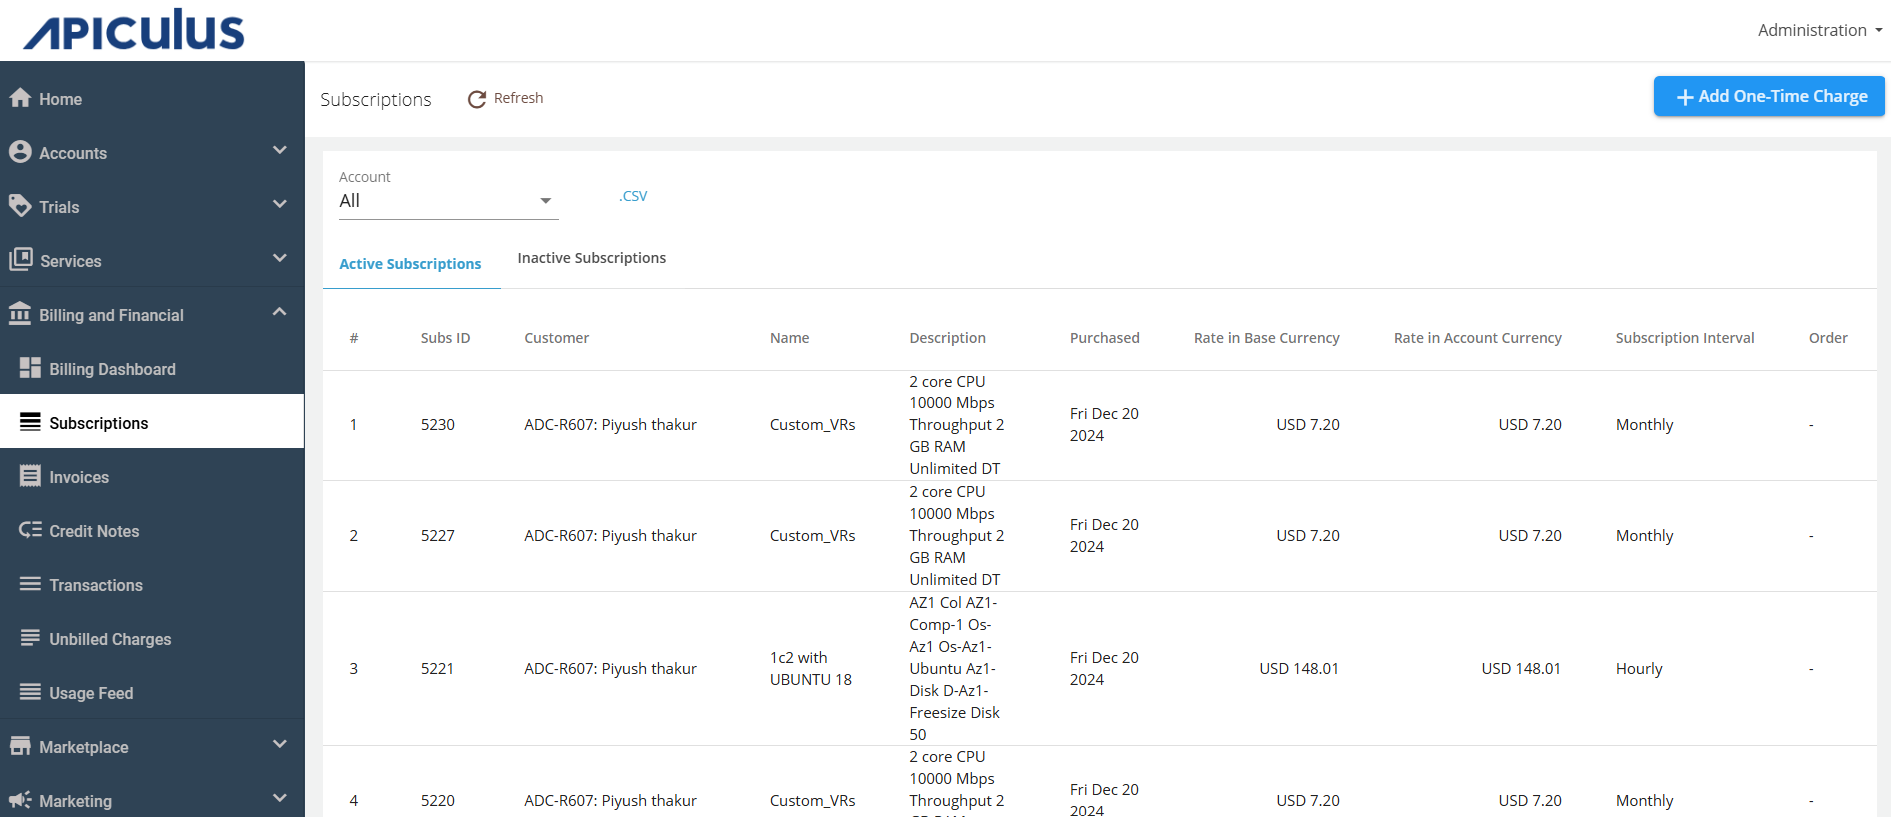 APICULUS
Administration
Home
Accounts
Trials
Services
Billing and Financial
Billing Dashboard
Subscriptions
Invoices
Credit Notes
Transactions
Unbilled Charges
Usage Feed
Marketplace
Marketing
Subscriptions
Refresh
Add One-Time Charge
Account
All
.CSV
Active Subscriptions
Inactive Subscriptions
# Subs ID Customer Name Description Purchased Rate in Base Currency Rate in Account Currency Subscription Interval Order
1
5230
ADC-R607: Piyush thakur
Custom_VRs
2 core CPU
10000 Mbps
Throughput 2
GB RAM
Unlimited DT
Fri Dec 20
2024
USD 7.20
USD 7.20
Monthly
-
2
5227
ADC-R607: Piyush thakur
Custom_VRs
2 core CPU
10000 Mbps
Throughput 2
GB RAM
Unlimited DT
Fri Dec 20
2024
USD 7.20
USD 7.20
Monthly
-
3
5221
ADC-R607: Piyush thakur
1c2 with
UBUNTU 18
AZ1 Col AZ1-
Comp-1 Os-
Az1 Os-Az1-
Ubuntu Az1-
Disk D-Az1-
Freesize Disk
50
Fri Dec 20
2024
USD 148.01
USD 148.01
Hourly
-
4
5220
ADC-R607: Piyush thakur
Custom_VRs
2 core CPU
10000 Mbps
Throughput 2
Fri Dec 20
2024
USD 7.20
USD 7.20
Monthly
-